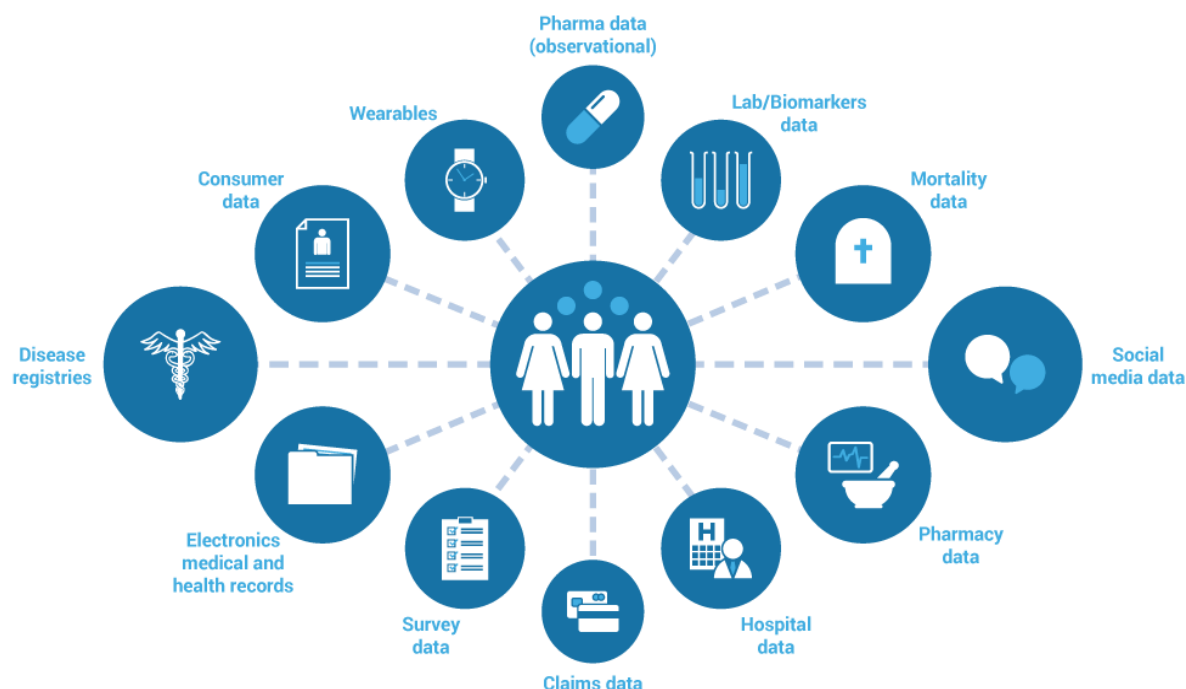 Pharma data
(observational)
Lab/Biomarkers
data
Wearables
Consumer
data
Mortality
data
Disease
registries
Social
media data
Electronics
medical and
health records
Pharmacy
data
Survey
data
H
Hospital
data
Claims data